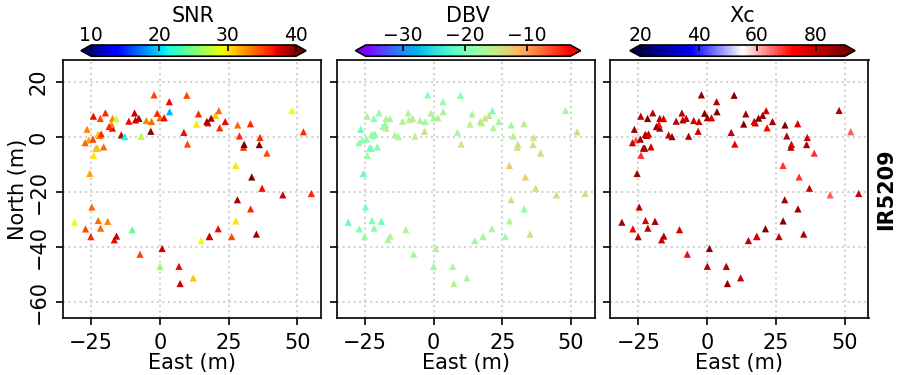 SNR DBV Xc
10 20 30 40 −30 −20 −10 20 40 60 80
North (m)
20
0
−20
−40
−60
−25 0 25 50 −25 0 25 50 −25 0 25 50
East (m) East (m) East (m)
IR5209